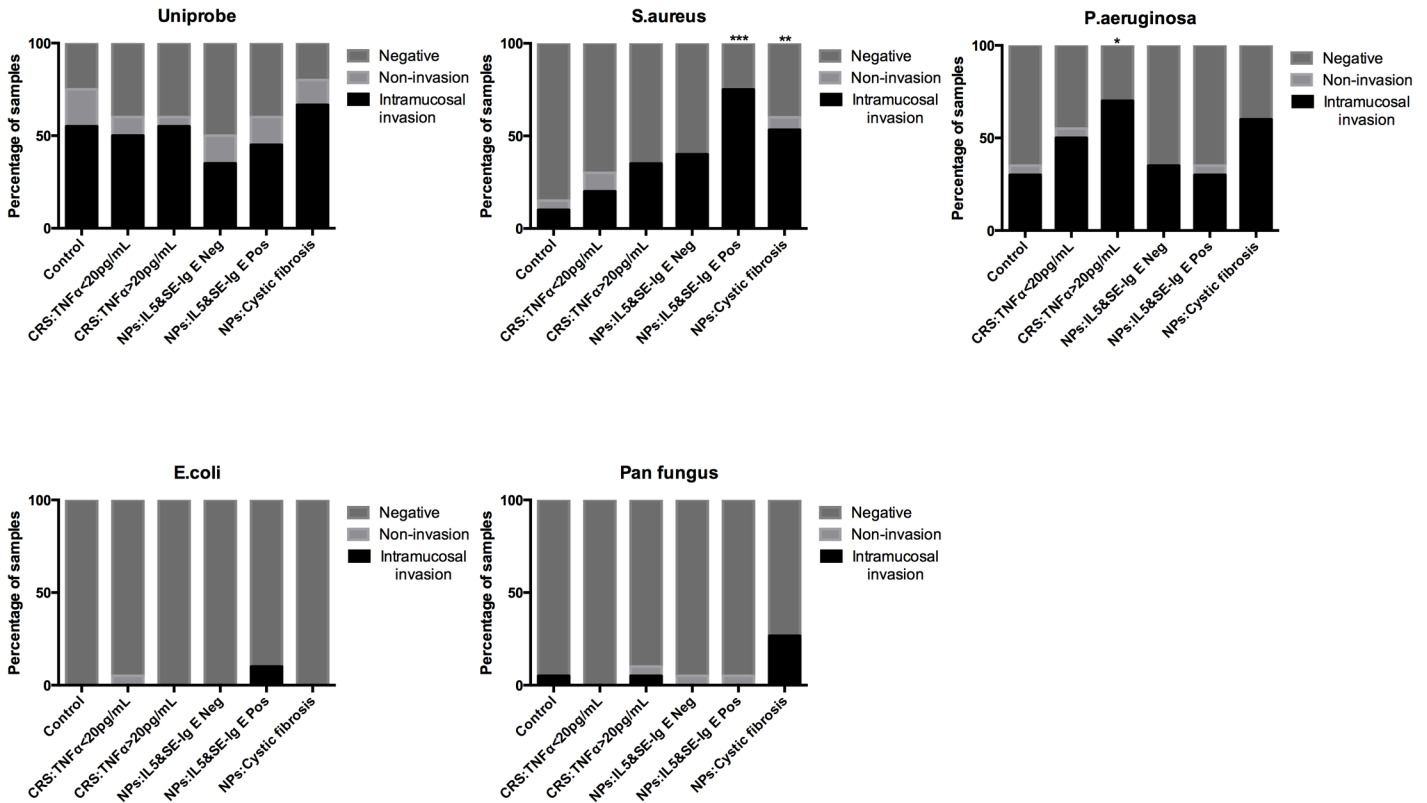 Uniprobe
Percentage of samples
100
50
0
Control
CRS:TNFα<20pg/mL
CRS:TNFα>20pg/mL
NPs:IL5&SE-Ig E Neg
NPs:IL5&SE-Ig E Pos
NPs:Cystic fibrosis
Negative
Non-invasion
Intramucosal
invasion
S.aureus
Percentage of samples
100
50
0
***
**
Control
CRS:TNFα<20pg/mL
CRS:TNFα>20pg/mL
NPs:IL5&SE-Ig E Neg
NPs:IL5&SE-Ig E Pos
NPs:Cystic fibrosis
Negative
Non-invasion
Intramucosal
invasion
P.aeruginosa
Percentage of samples
100
50
0
*
Control
CRS:TNFα<20pg/mL
CRS:TNFα>20pg/mL
NPs:IL5&SE-Ig E Neg
NPs:IL5&SE-Ig E Pos
NPs:Cystic fibrosis
Negative
Non-invasion
Intramucosal
invasion
E.coli
Percentage of samples
100
50
0
Control
CRS:TNFα<20pg/mL
CRS:TNFα>20pg/mL
NPs:IL5&SE-Ig E Neg
NPs:IL5&SE-Ig E Pos
NPs:Cystic fibrosis
Negative
Non-invasion
Intramucosal
invasion
Pan fungus
Percentage of samples
100
50
0
Control
CRS:TNFα<20pg/mL
CRS:TNFα>20pg/mL
NPs:IL5&SE-Ig E Neg
NPs:IL5&SE-Ig E Pos
NPs:Cystic fibrosis
Negative
Non-invasion
Intramucosal
invasion